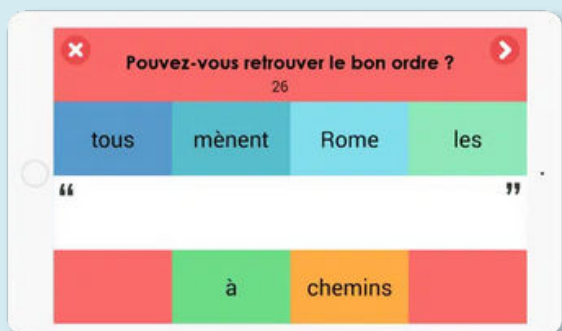 Pouvez-vous retrouver le bon ordre ?
26
tous mènent Rome les
“ ”
à chemins